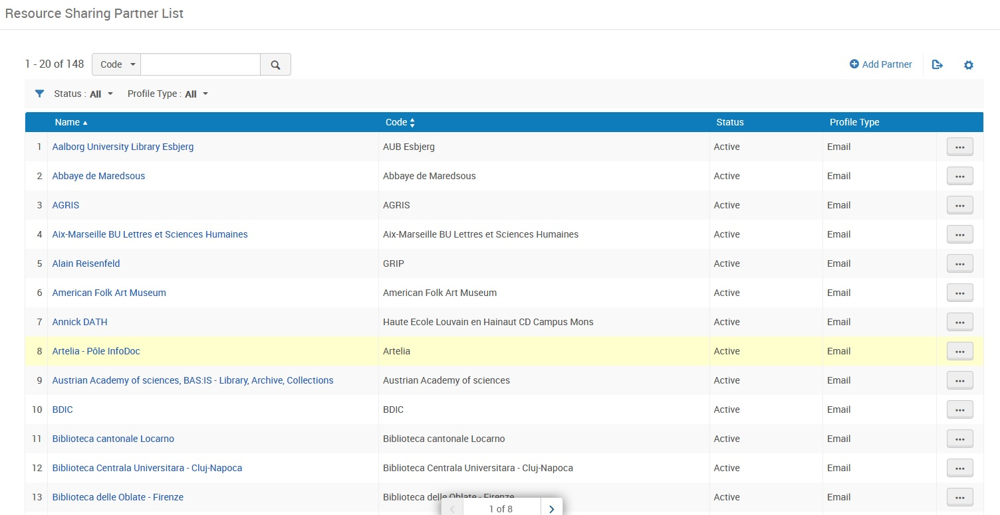 Resource Sharing Partner List
1 - 20 of 148 Code Add Partner
Status : All Profile Type : All
Name Code Status Profile Type
1 Aalborg University Library Esbjerg AUB Esbjerg Active Email
2 Abbaye de Maredsous Abbaye de Maredsous Active Email
3 AGRIS AGRIS Active Email
4 Aix-Marseille BU Lettres et Sciences Humaines Aix-Marseille BU Lettres et Sciences Humaines Active Email
5 Alain Reisenfeld GRIP Active Email
6 American Folk Art Museum American Folk Art Museum Active Email
7 Annick DATH Haute Ecole Louvain en Hainaut CD Campus Mons Active Email
8 Artelia - Pôle InfoDoc Artelia Active Email
9 Austrian Academy of sciences, BAS:IS - Library, Archive, Collections Austrian Academy of sciences Active Email
10 BDIC BDIC Active Email
11 Biblioteca cantonale Locarno Biblioteca cantonale Locarno Active Email
12 Biblioteca Centrala Universitara - Cluj-Napoca Biblioteca Centrala Universitara - Cluj-Napoca Active Email
13 Biblioteca delle Oblate - Firenze Biblioteca delle Oblate - Firenze Active Email
1 of 8